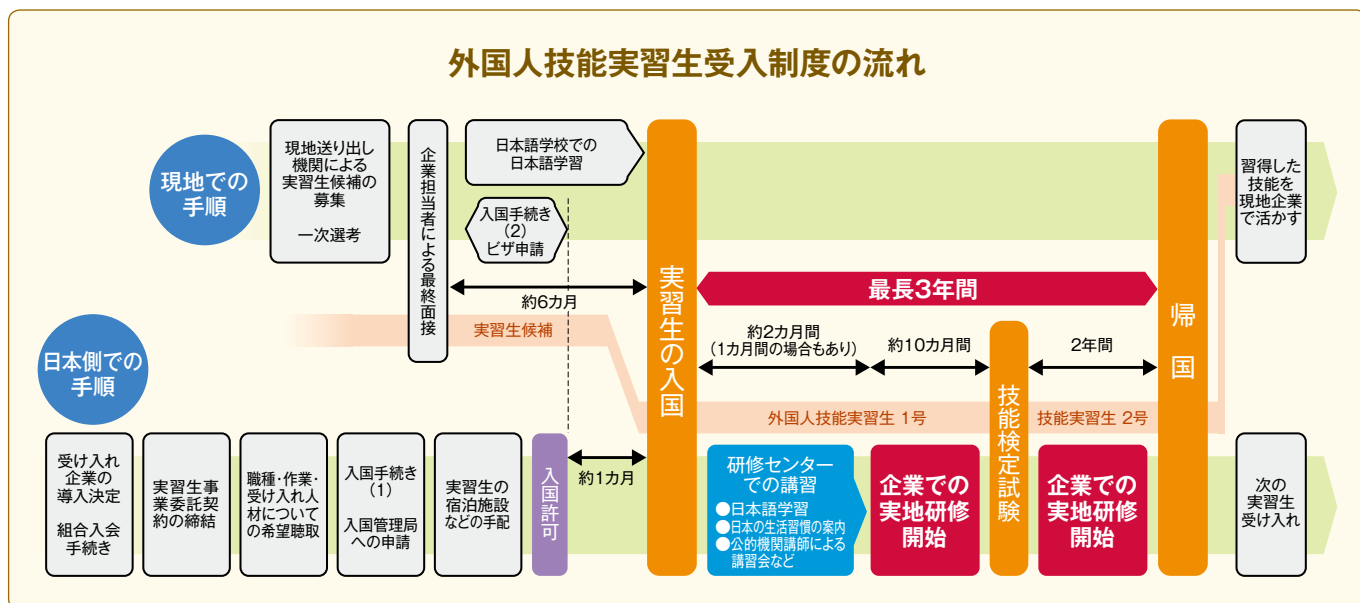 外国人技能実習生受入制度の流れ
現地での
手順
現地送り出し
機関による
実習生候補の
募集
一次選考
企業担当者による最終面接
日本語学校での
日本語学習
入国手続き
(2)
ビザ申請
約6カ月
実習生候補
実習生の入国
最長3年間
約2カ月間
(1カ月間の場合もあり)
約10カ月間
技能検定試験
2年間
帰国
習得した
技能を
現地企業
で活かす
外国人技能実習生 1号
技能実習生 2号
日本側での
手順
受け入れ
企業の
導入決定
組合入会
手続き
実習生事
業委託契
約の締結
職種・作業・
受け入れ人
材について
の希望聴取
入国手続き
(1)
入国管理局
への申請
実習生の
宿泊施設
などの手配
入国許可
約1カ月
研修センター
での講習
●日本語学習
●日本の生活習慣の案内
●公的機関講師による
講習会など
企業での
実地研修
開始
企業での
実地研修
開始
次の
実習生
受け入れ